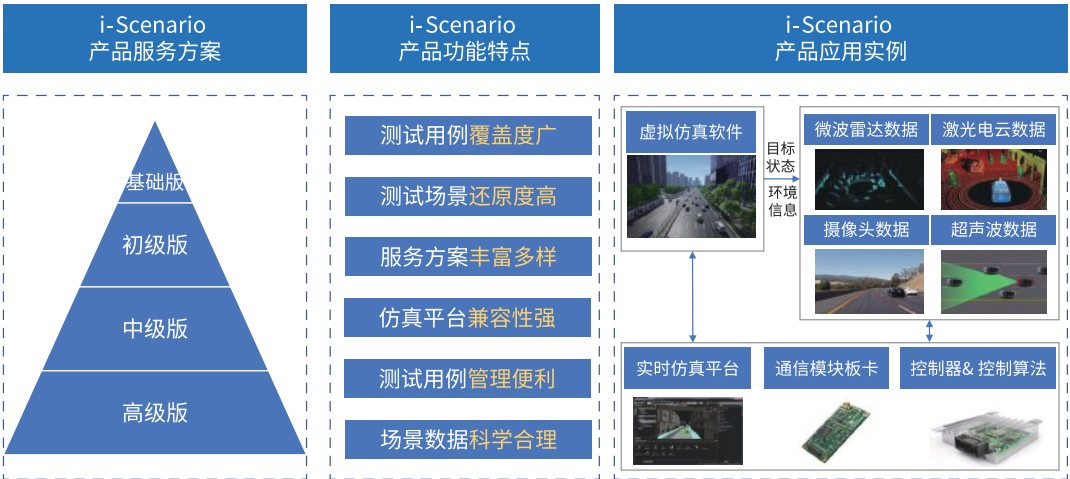 i-Scenario
产品服务方案
基础版
初级版
中级版
高级版
i-Scenario
产品功能特点
测试用例覆盖度广
测试场景还原度高
服务方案丰富多样
仿真平台兼容性强
测试用例管理便利
场景数据科学合理
i-Scenario
产品应用实例
虚拟仿真软件
目标
状态
环境
信息
微波雷达数据
激光电云数据
摄像头数据
超声波数据
实时仿真平台
通信模块板卡
控制器& 控制算法